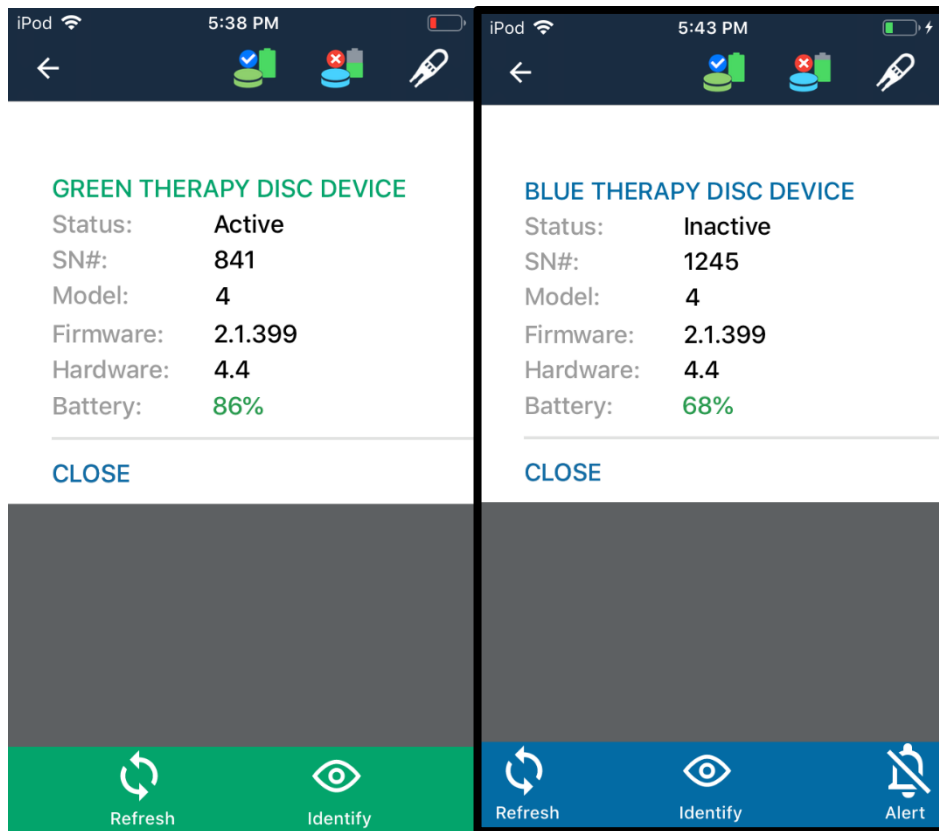 iPod 5:38 PM
GREEN THERAPY DISC DEVICE
Status: Active
SN#: 841
Model: 4
Firmware: 2.1.399
Hardware: 4.4
Battery: 86%
CLOSE
Refresh Identify
iPod 5:43 PM
BLUE THERAPY DISC DEVICE
Status: Inactive
SN#: 1245
Model: 4
Firmware: 2.1.399
Hardware: 4.4
Battery: 68%
CLOSE
Refresh Identify Alert